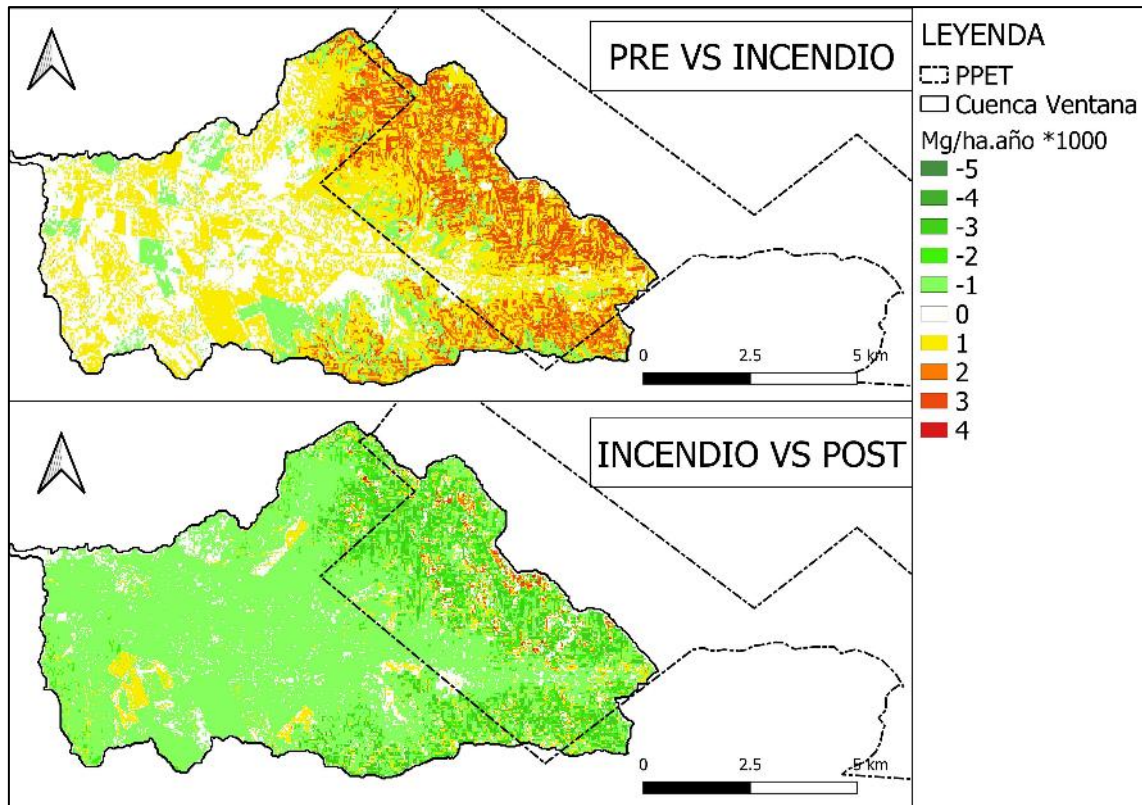 PRE VS INCENDIO
0 2.5 5 km
INCENDIO VS POST
0 2.5 5 km
LEYENDA
PPET
Cuenca Ventana
Mg/ha.año *1000
-5
-4
-3
-2
-1
0
1
2
3
4